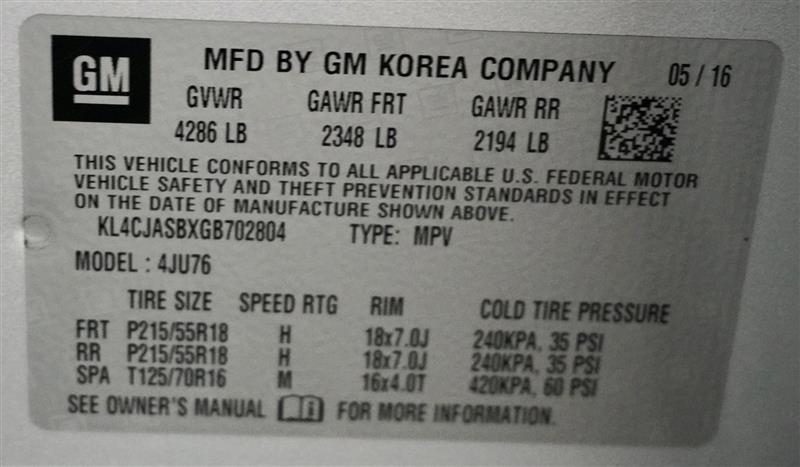 GM MFD BY GM KOREA COMPANY 05 / 16
GVWR GAWR FRT GAWR RR
4286 LB 2348 LB 2194 LB
THIS VEHICLE CONFORMS TO ALL APPLICABLE U.S. FEDERAL MOTOR
VEHICLE SAFETY AND THEFT PREVENTION STANDARDS IN EFFECT
ON THE DATE OF MANUFACTURE SHOWN ABOVE.
KL4CJASBXGB702804 TYPE: MPV
MODEL : 4JU76
TIRE SIZE SPEED RTG RIM COLD TIRE PRESSURE
FRT P215/55R18 H 18x7.0J 240KPA, 35 PSI
RR P215/55R18 H 18x7.0J 240KPA, 35 PSI
SPA T125/70R16 M 16x4.0T 420KPA, 60 PSI
SEE OWNER'S MANUAL i FOR MORE INFORMATION.